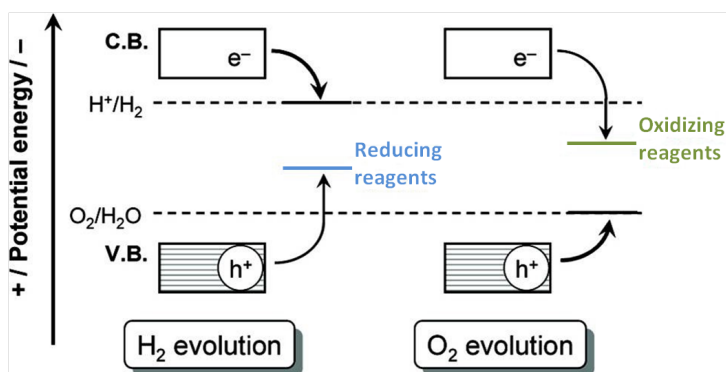 + / Potential energy / –
C.B.
e⁻
e⁻
H⁺/H₂
Oxidizing
reagents
Reducing
reagents
O₂/H₂O
V.B.
h⁺
h⁺
H₂ evolution
O₂ evolution